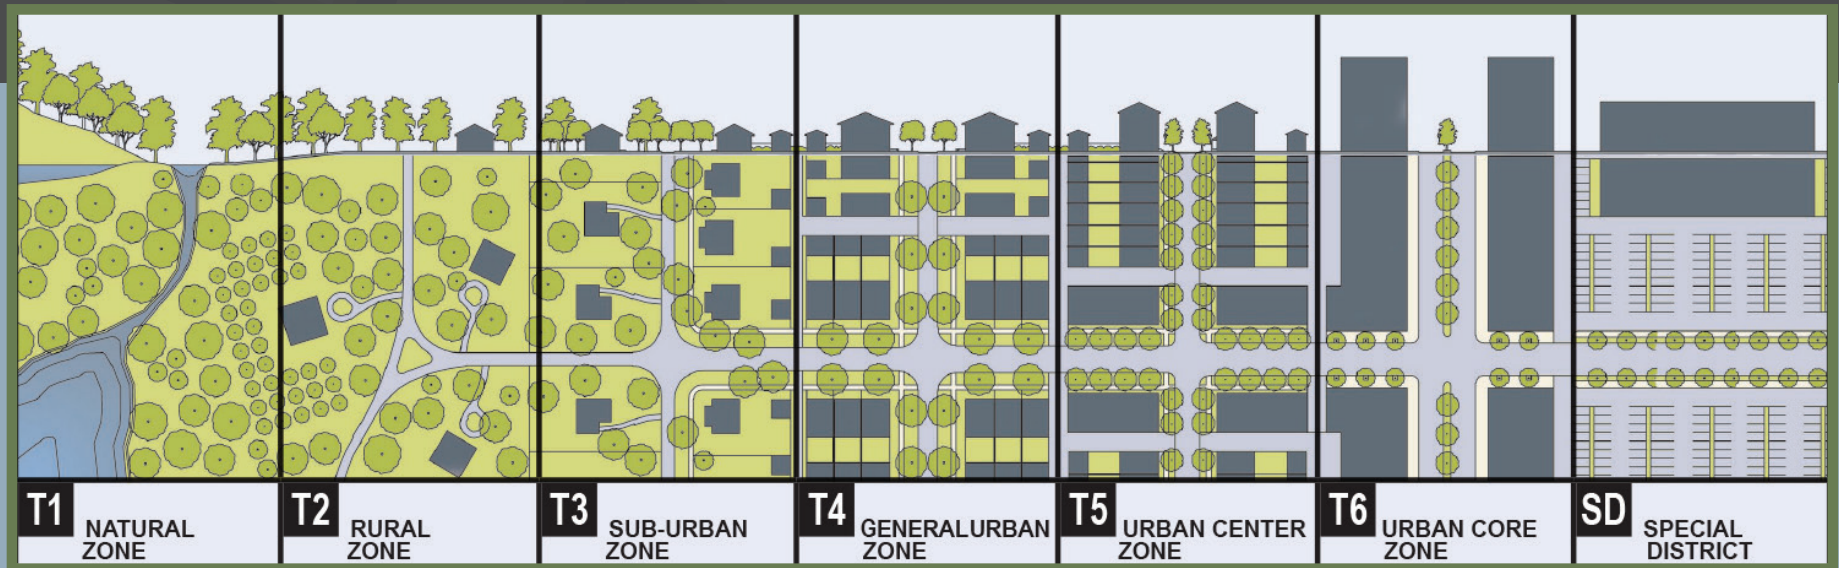 T1 NATURAL
ZONE
T2 RURAL
ZONE
T3 SUB-URBAN
ZONE
T4 GENERALURBAN
ZONE
T5 URBAN CENTER
ZONE
T6 URBAN CORE
ZONE
SD SPECIAL
DISTRICT